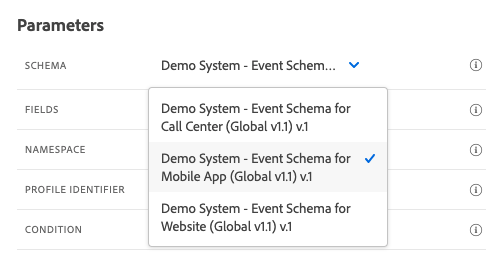 Parameters
SCHEMA
Demo System - Event Schem...
FIELDS
Demo System - Event Schema for
Call Center (Global v1.1) v.1
NAMESPACE
Demo System - Event Schema for
Mobile App (Global v1.1) v.1
PROFILE IDENTIFIER
Demo System - Event Schema for
Website (Global v1.1) v.1
CONDITION